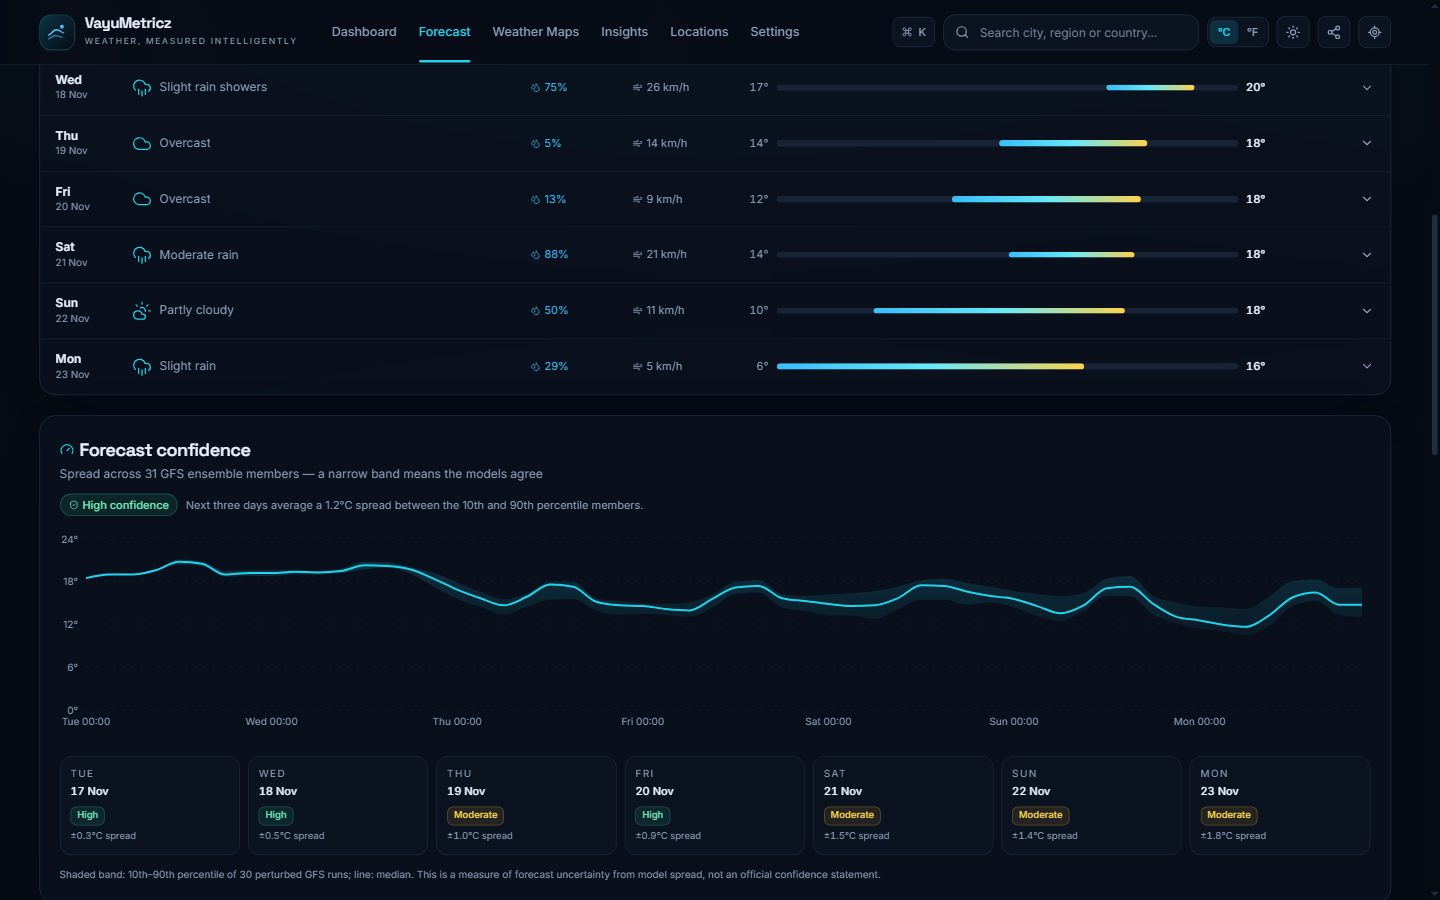 VayuMetricz
WEATHER, MEASURED INTELLIGENTLY
Dashboard Forecast Weather Maps Insights Locations Settings
⌘ K
Search city, region or country...
°C °F
Wed
18 Nov
Slight rain showers 75% 26 km/h 17° 20°
Thu
19 Nov
Overcast 5% 14 km/h 14° 18°
Fri
20 Nov
Overcast 13% 9 km/h 12° 18°
Sat
21 Nov
Moderate rain 88% 21 km/h 14° 18°
Sun
22 Nov
Partly cloudy 50% 11 km/h 10° 18°
Mon
23 Nov
Slight rain 29% 5 km/h 6° 16°
Forecast confidence
Spread across 31 GFS ensemble members — a narrow band means the models agree
High confidence Next three days average a 1.2°C spread between the 10th and 90th percentile members.
24°
18°
12°
6°
0°
Tue 00:00 Wed 00:00 Thu 00:00 Fri 00:00 Sat 00:00 Sun 00:00 Mon 00:00
TUE
17 Nov
High
±0.3°C spread
WED
18 Nov
High
±0.5°C spread
THU
19 Nov
Moderate
±1.0°C spread
FRI
20 Nov
High
±0.9°C spread
SAT
21 Nov
Moderate
±1.5°C spread
SUN
22 Nov
Moderate
±1.4°C spread
MON
23 Nov
Moderate
±1.8°C spread
Shaded band: 10th–90th percentile of 30 perturbed GFS runs; line: median. This is a measure of forecast uncertainty from model spread, not an official confidence statement.